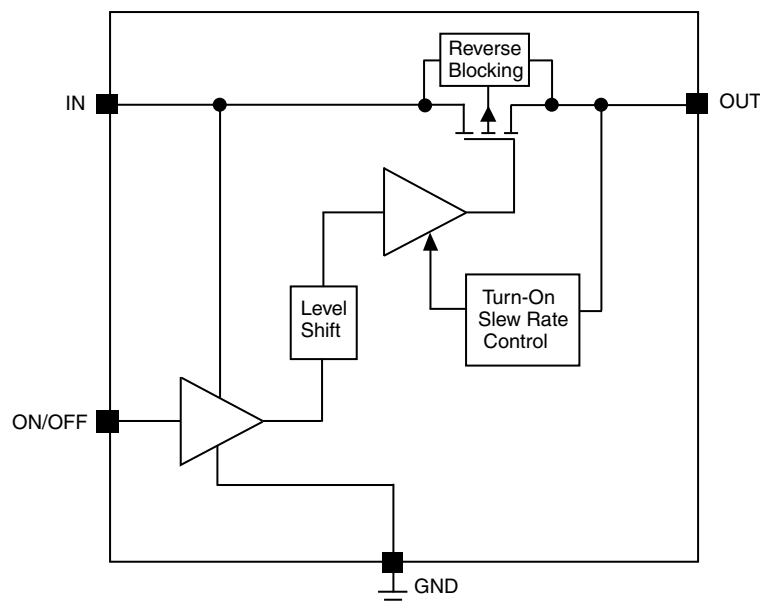 Reverse
Blocking
IN
OUT
Level
Shift
Turn-On
Slew Rate
Control
ON/OFF
GND